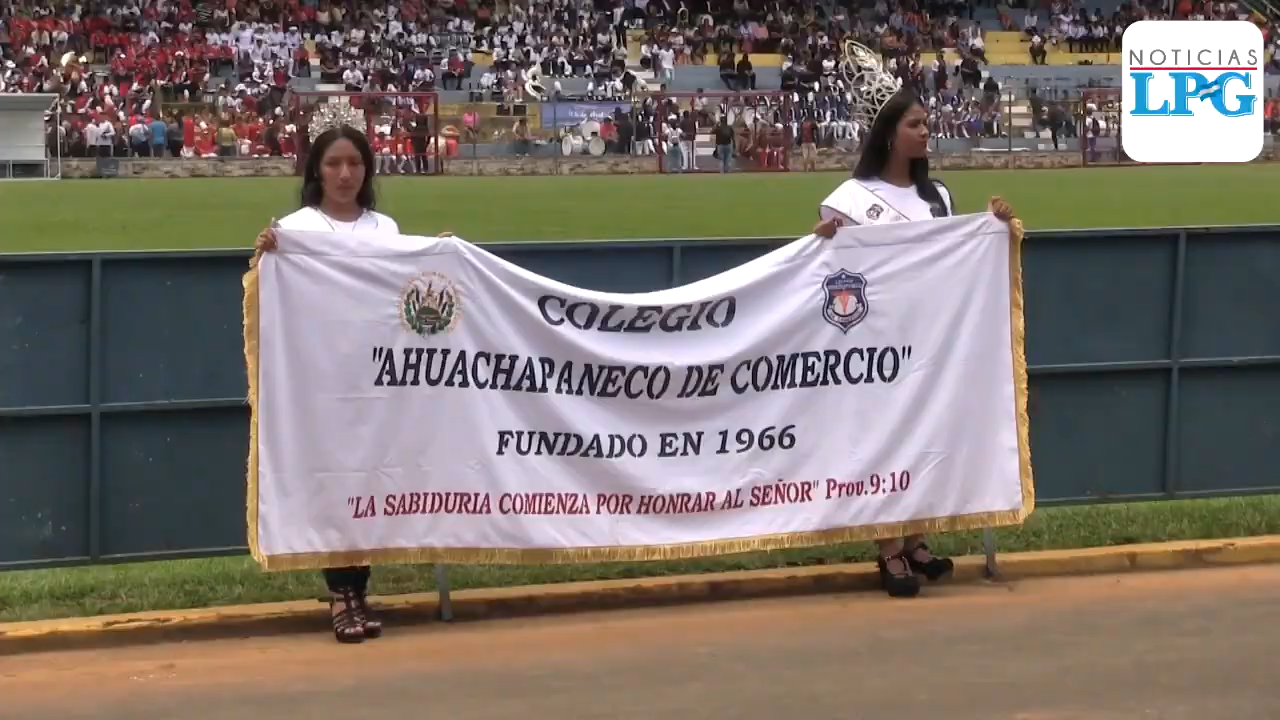 NOTICIAS
LPG
COLEGIO
"AHUACHAPANECO DE COMERCIO"
FUNDADO EN 1966
"LA SABIDURIA COMIENZA POR HONRAR AL SEÑOR" Prov.9:10